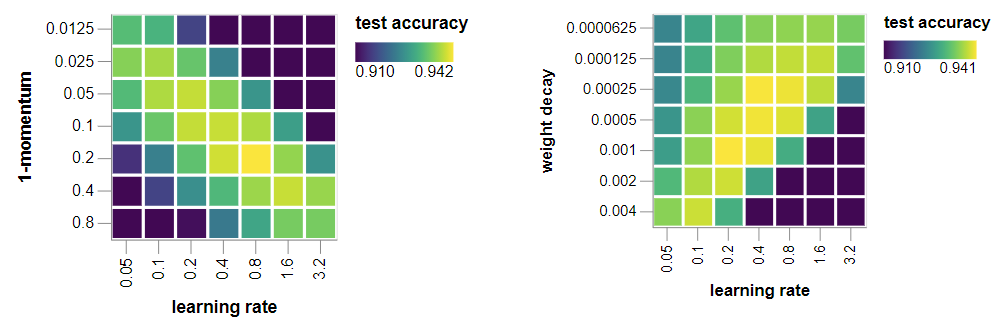 test accuracy
0.910 0.942
1-momentum
0.0125
0.025
0.05
0.1
0.2
0.4
0.8
0.05 0.1 0.2 0.4 0.8 1.6 3.2
learning rate
test accuracy
0.910 0.941
weight decay
0.0000625
0.000125
0.00025
0.0005
0.001
0.002
0.004
0.05 0.1 0.2 0.4 0.8 1.6 3.2
learning rate